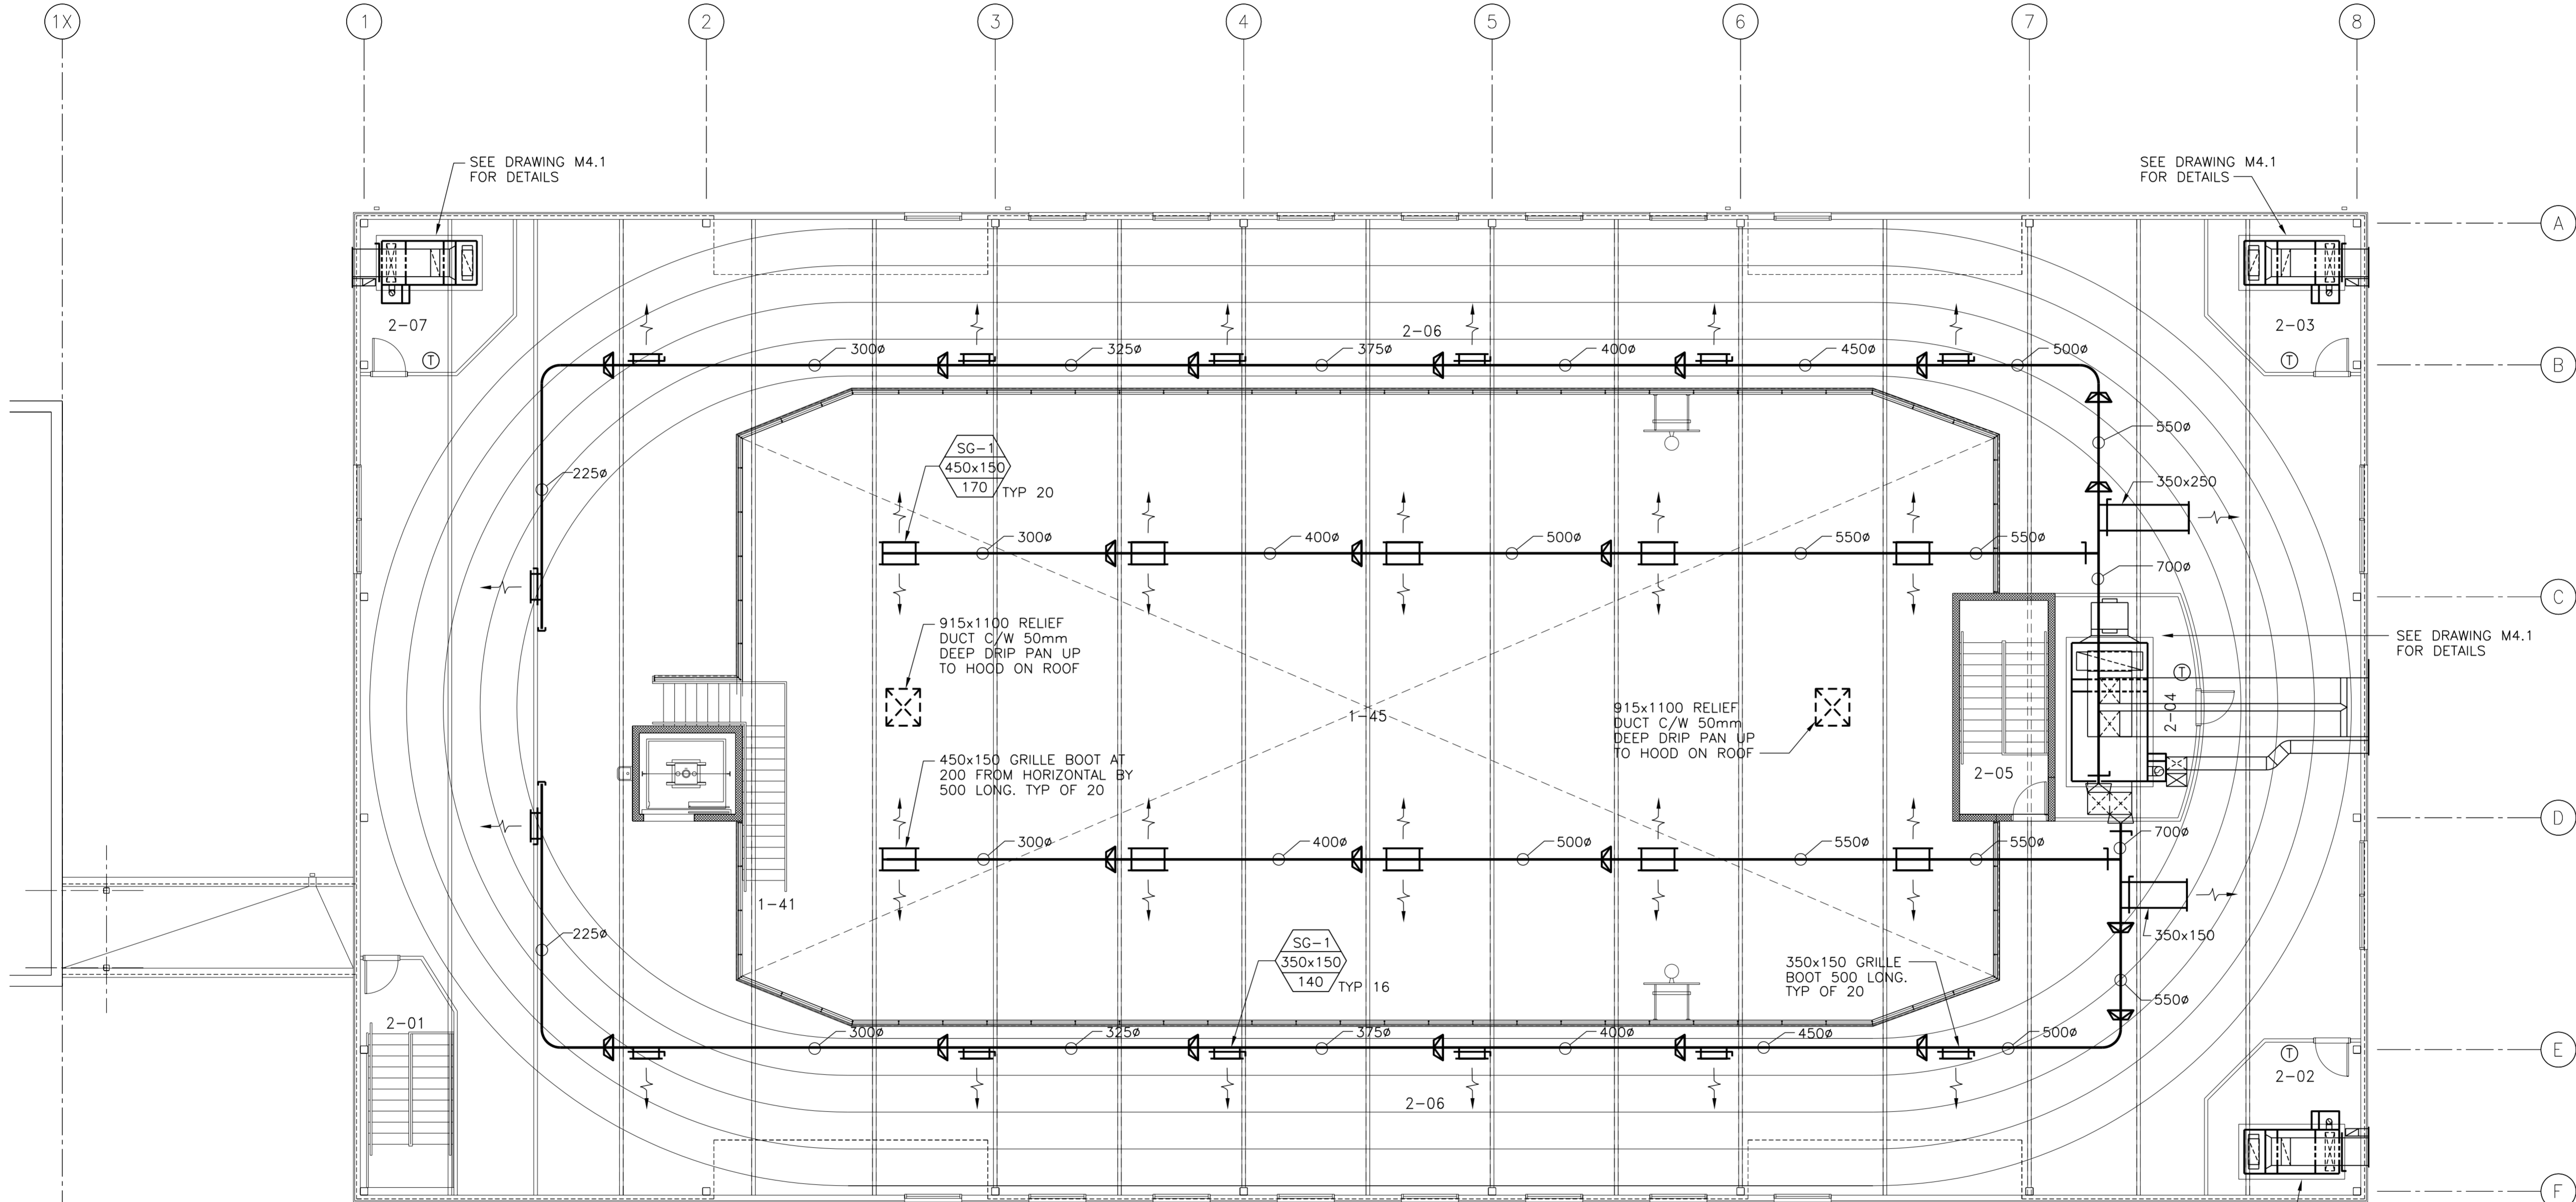 1X
1
2
3
4
5
6
7
8
SEE DRAWING M4.1
FOR DETAILS
SEE DRAWING M4.1
FOR DETAILS
A
2-07
T
2-06
2-03
T
300ø
325ø
375ø
400ø
450ø
500ø
B
SG-1
450x150
170
TYP 20
225ø
550ø
350x250
300ø
400ø
500ø
550ø
550ø
700ø
C
915x1100 RELIEF
DUCT C/W 50mm
DEEP DRIP PAN UP
TO HOOD ON ROOF
SEE DRAWING M4.1
FOR DETAILS
T
2-04
1-45
915x1100 RELIEF
DUCT C/W 50mm
DEEP DRIP PAN UP
TO HOOD ON ROOF
450x150 GRILLE BOOT AT
200 FROM HORIZONTAL BY
500 LONG. TYP OF 20
2-05
D
300ø
400ø
500ø
550ø
550ø
700ø
1-41
225ø
SG-1
350x150
140
TYP 16
350x150
350x150 GRILLE
BOOT 500 LONG.
TYP OF 20
550ø
2-01
300ø
325ø
375ø
400ø
450ø
500ø
E
T
2-02
2-06
F